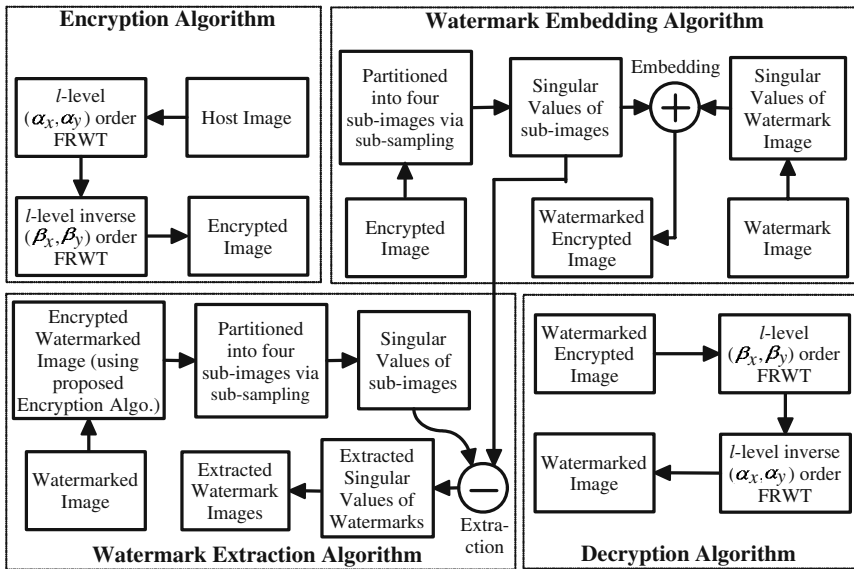 Encryption Algorithm
l-level
(αx,αy) order
FRWT
Host Image
l-level inverse
(βx,βy) order
FRWT
Encrypted
Image
Watermark Embedding Algorithm
Partitioned
into four
sub-images via
sub-sampling
Singular
Values of
sub-images
Embedding
+
Singular
Values of
Watermark
Image
Encrypted
Image
Watermarked
Encrypted
Image
Watermark
Image
Encrypted
Watermarked
Image (using
proposed
Encryption Algo.)
Partitioned
into four
sub-images via
sub-sampling
Singular
Values of
sub-images
Watermarked
Image
Extracted
Watermark
Images
Extracted
Singular
Values of
Watermarks
−
Extra-
ction
Watermark Extraction Algorithm
Watermarked
Encrypted
Image
l-level
(βx,βy) order
FRWT
Watermarked
Image
l-level inverse
(αx,αy) order
FRWT
Decryption Algorithm